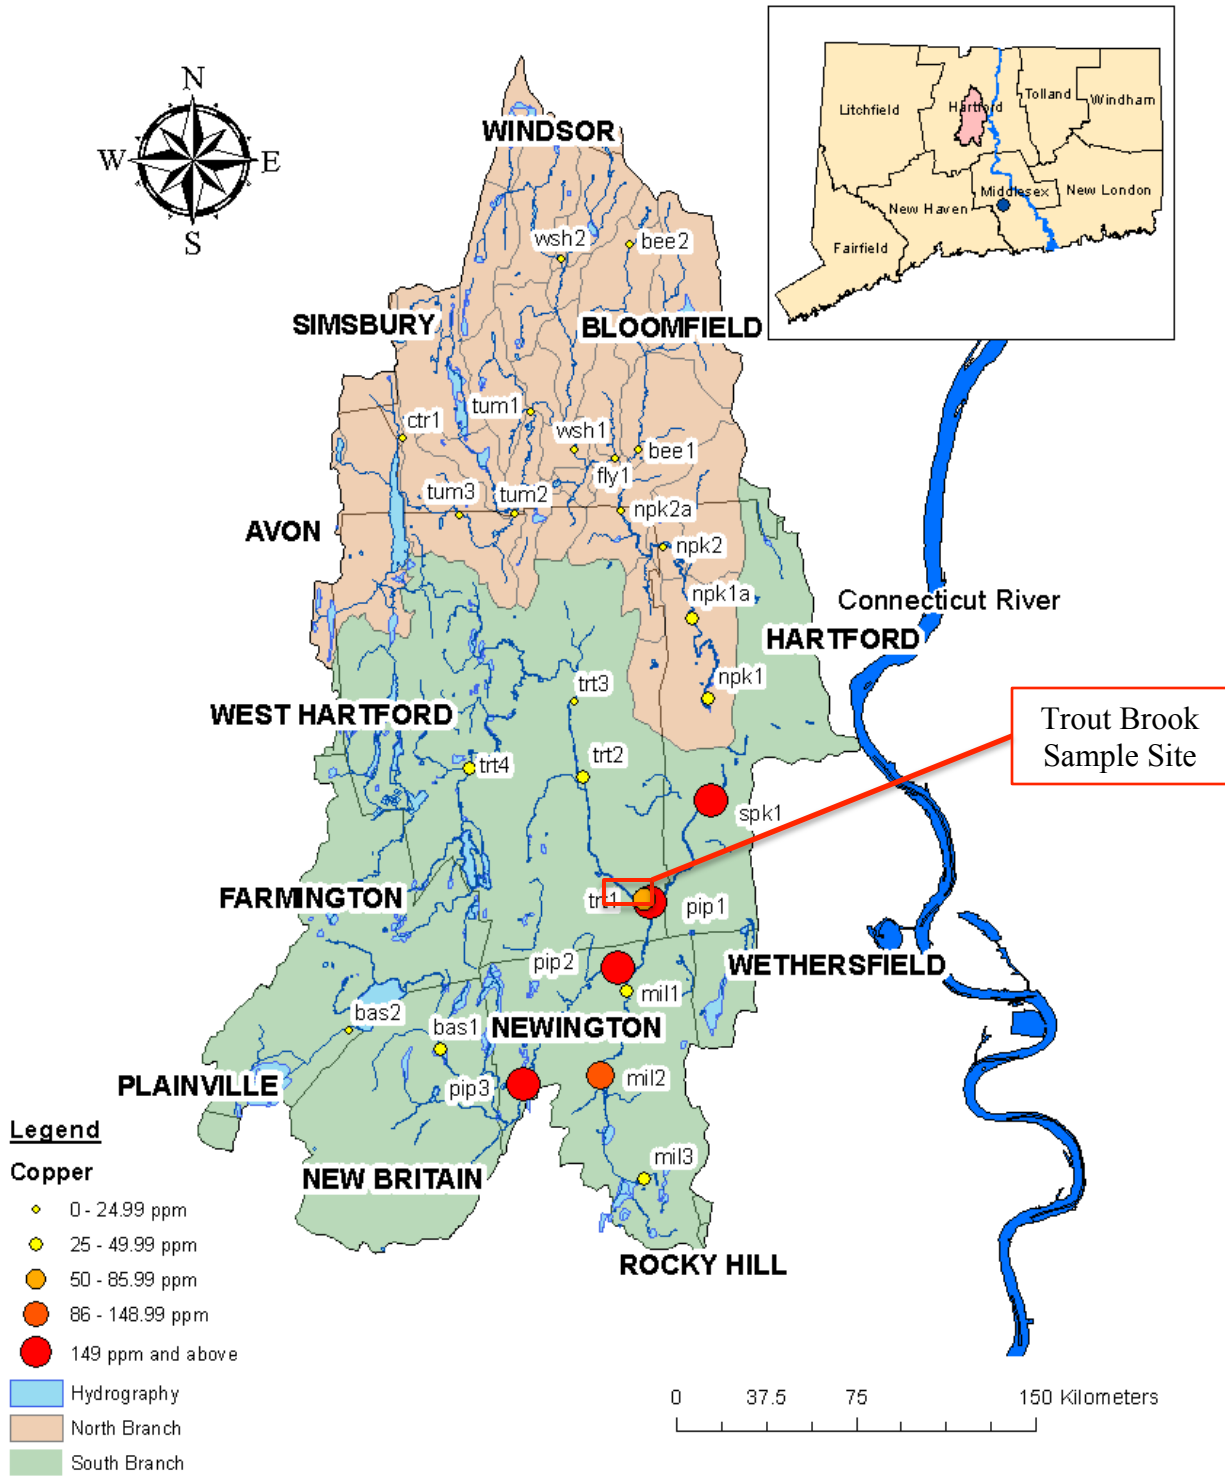 N
W
E
S
Litchfield
Hartford
Tolland
Windham
Middlesex
New London
New Haven
Fairfield
WINDSOR
wsh2
bee2
SIMSBURY
BLOOMFIELD
tum1
ctr1
wsh1
bee1
fly1
tum3
tum2
npk2a
AVON
npk2
npk1a
Connecticut River
HARTFORD
trt3
npk1
WEST HARTFORD
Trout Brook
Sample Site
trt4
trt2
spk1
FARMINGTON
trt1
pip1
pip2
WETHERSFIELD
mil1
bas2
bas1
NEWINGTON
PLAINVILLE
pip3
mil2
mil3
NEW BRITAIN
ROCKY HILL
Legend
Copper
0 - 24.99 ppm
25 - 49.99 ppm
50 - 85.99 ppm
86 - 148.99 ppm
149 ppm and above
Hydrography
North Branch
South Branch
0 37.5 75 150 Kilometers